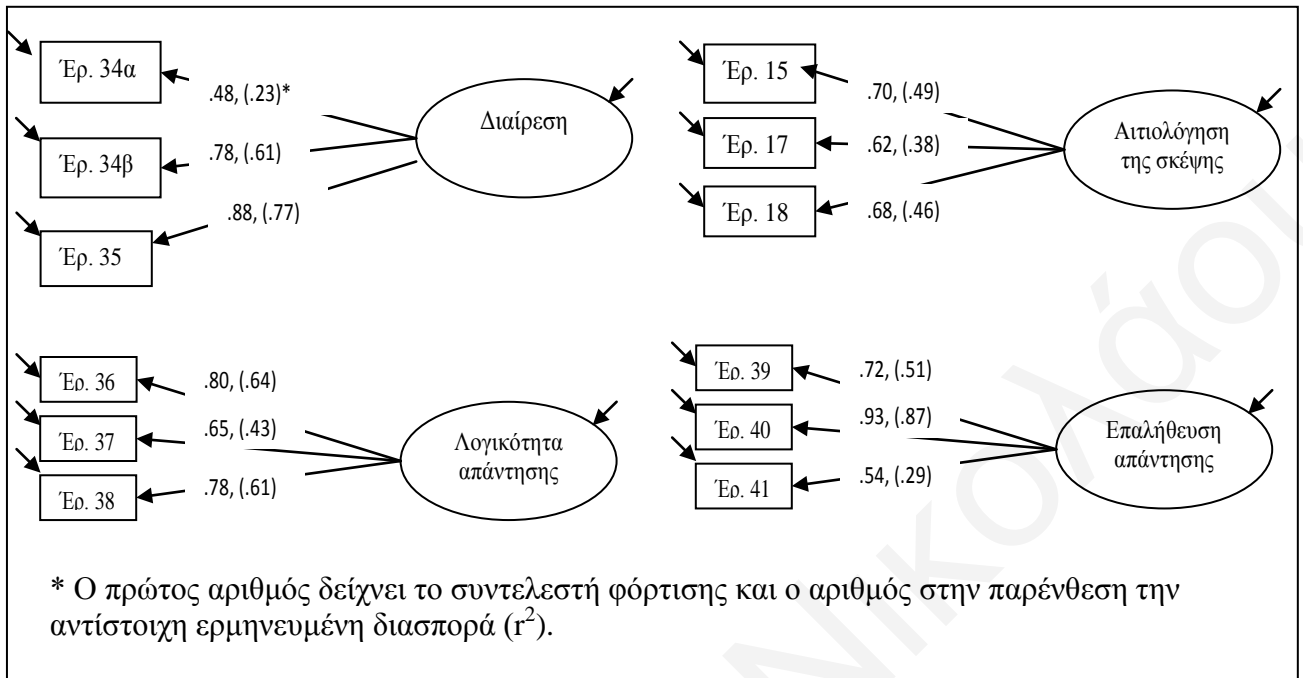 Έρ. 34α
.48, (.23)*
Έρ. 34β
.78, (.61)
Έρ. 35
.88, (.77)
Διαίρεση
Έρ. 15
.70, (.49)
Έρ. 17
.62, (.38)
Έρ. 18
.68, (.46)
Αιτιολόγηση
της σκέψης
Έρ. 36
.80, (.64)
Έρ. 37
.65, (.43)
Έρ. 38
.78, (.61)
Λογικότητα
απάντησης
Έρ. 39
.72, (.51)
Έρ. 40
.93, (.87)
Έρ. 41
.54, (.29)
Επαλήθευση
απάντησης
* Ο πρώτος αριθμός δείχνει το συντελεστή φόρτισης και ο αριθμός στην παρένθεση την
αντίστοιχη ερμηνευμένη διασπορά (r²).